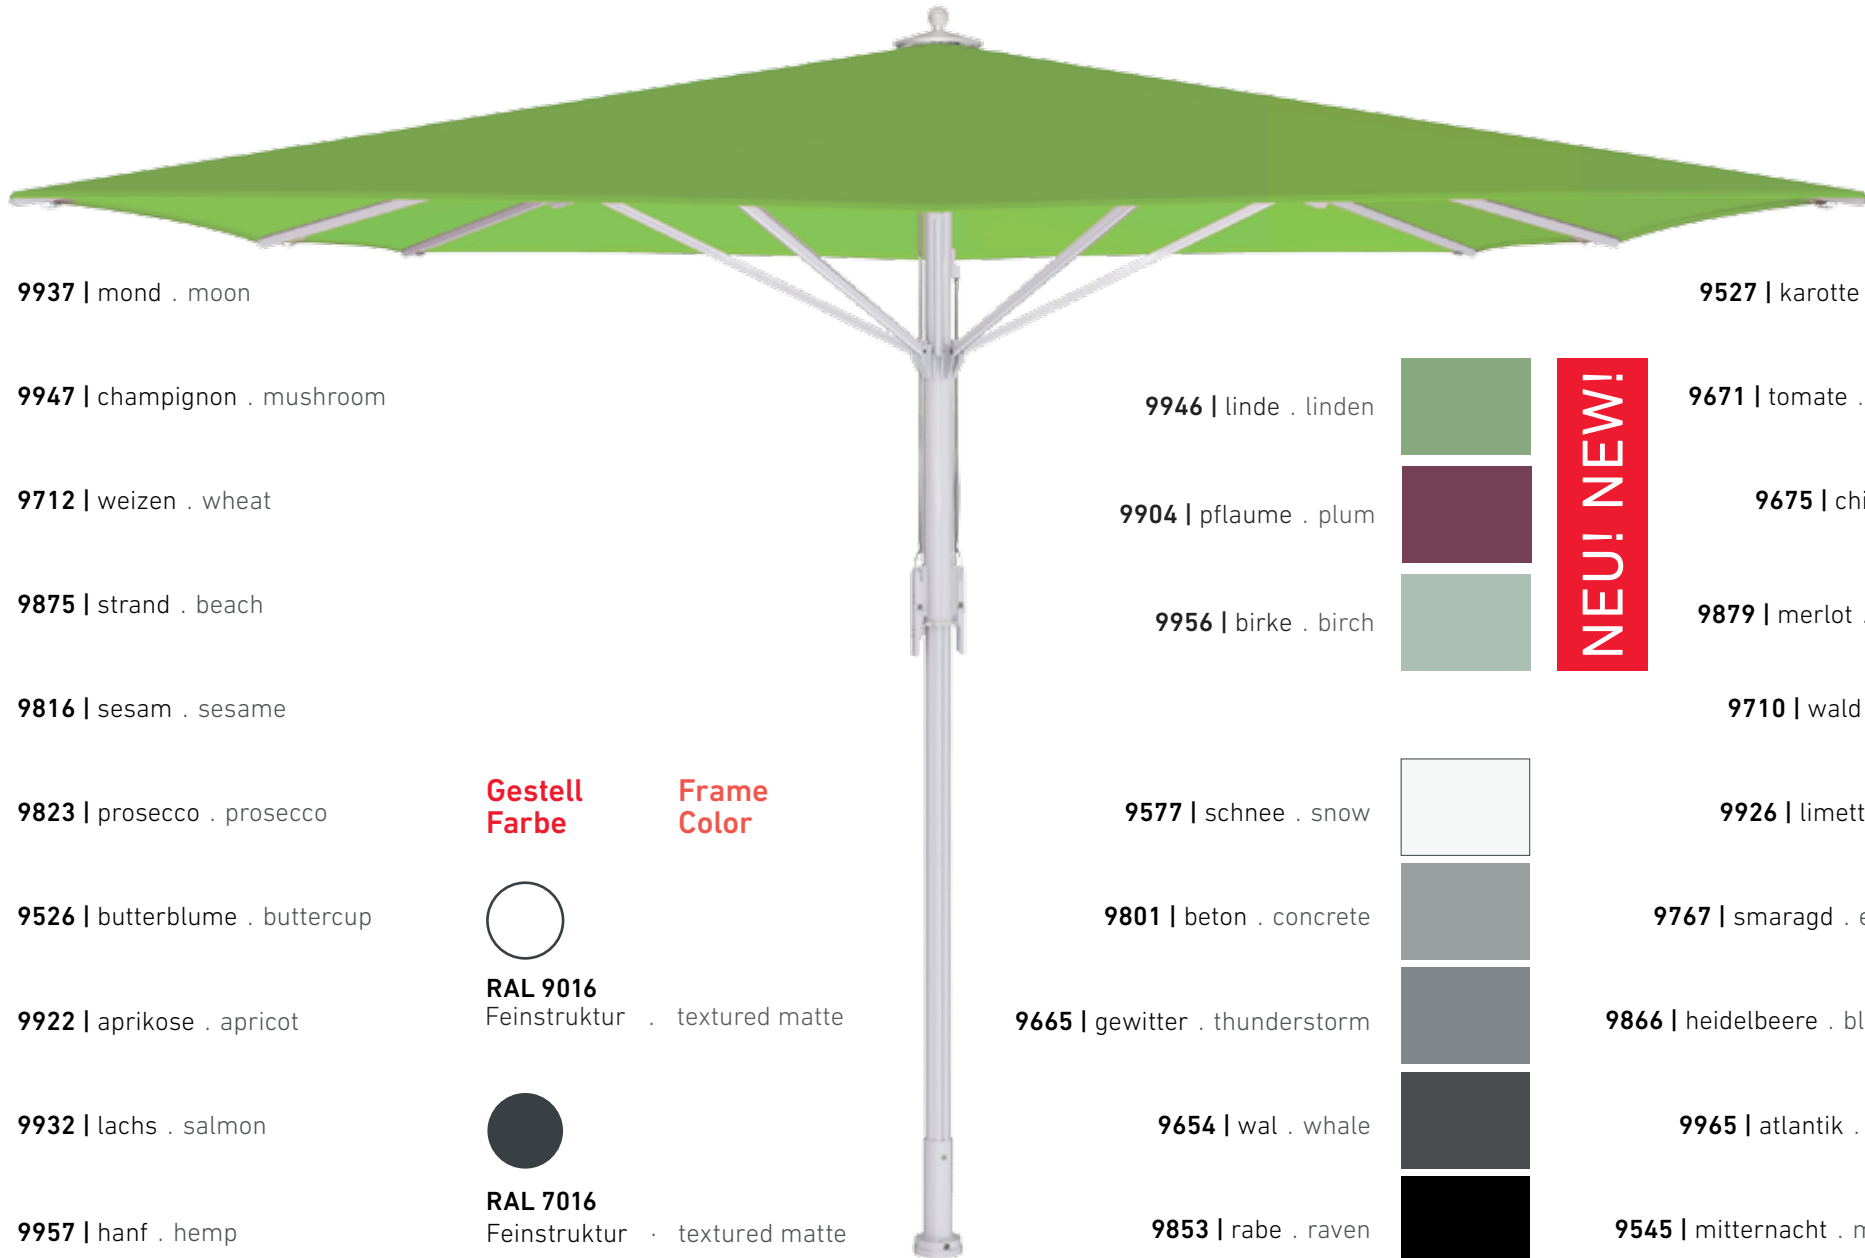 9937 | mond . moon
9947 | champignon . mushroom
9712 | weizen . wheat
9875 | strand . beach
9816 | sesam . sesame
9823 | prosecco . prosecco
9526 | butterblume . buttercup
9922 | aprikose . apricot
9932 | lachs . salmon
9957 | hanf . hemp
Gestell Frame
Farbe Color
RAL 9016
Feinstruktur . textured matte
RAL 7016
Feinstruktur · textured matte
9946 | linde . linden
9904 | pflaume . plum
9956 | birke . birch
NEU! NEW!
9577 | schnee . snow
9801 | beton . concrete
9665 | gewitter . thunderstorm
9654 | wal . whale
9853 | rabe . raven
9527 | karotte
9671 | tomate .
9675 |
9879 | merlot .
9710 | wald
9926 |
9767 | smaragd .
9866 | heidelbeere .
9965 | atlantik .
9545 | mitternacht .